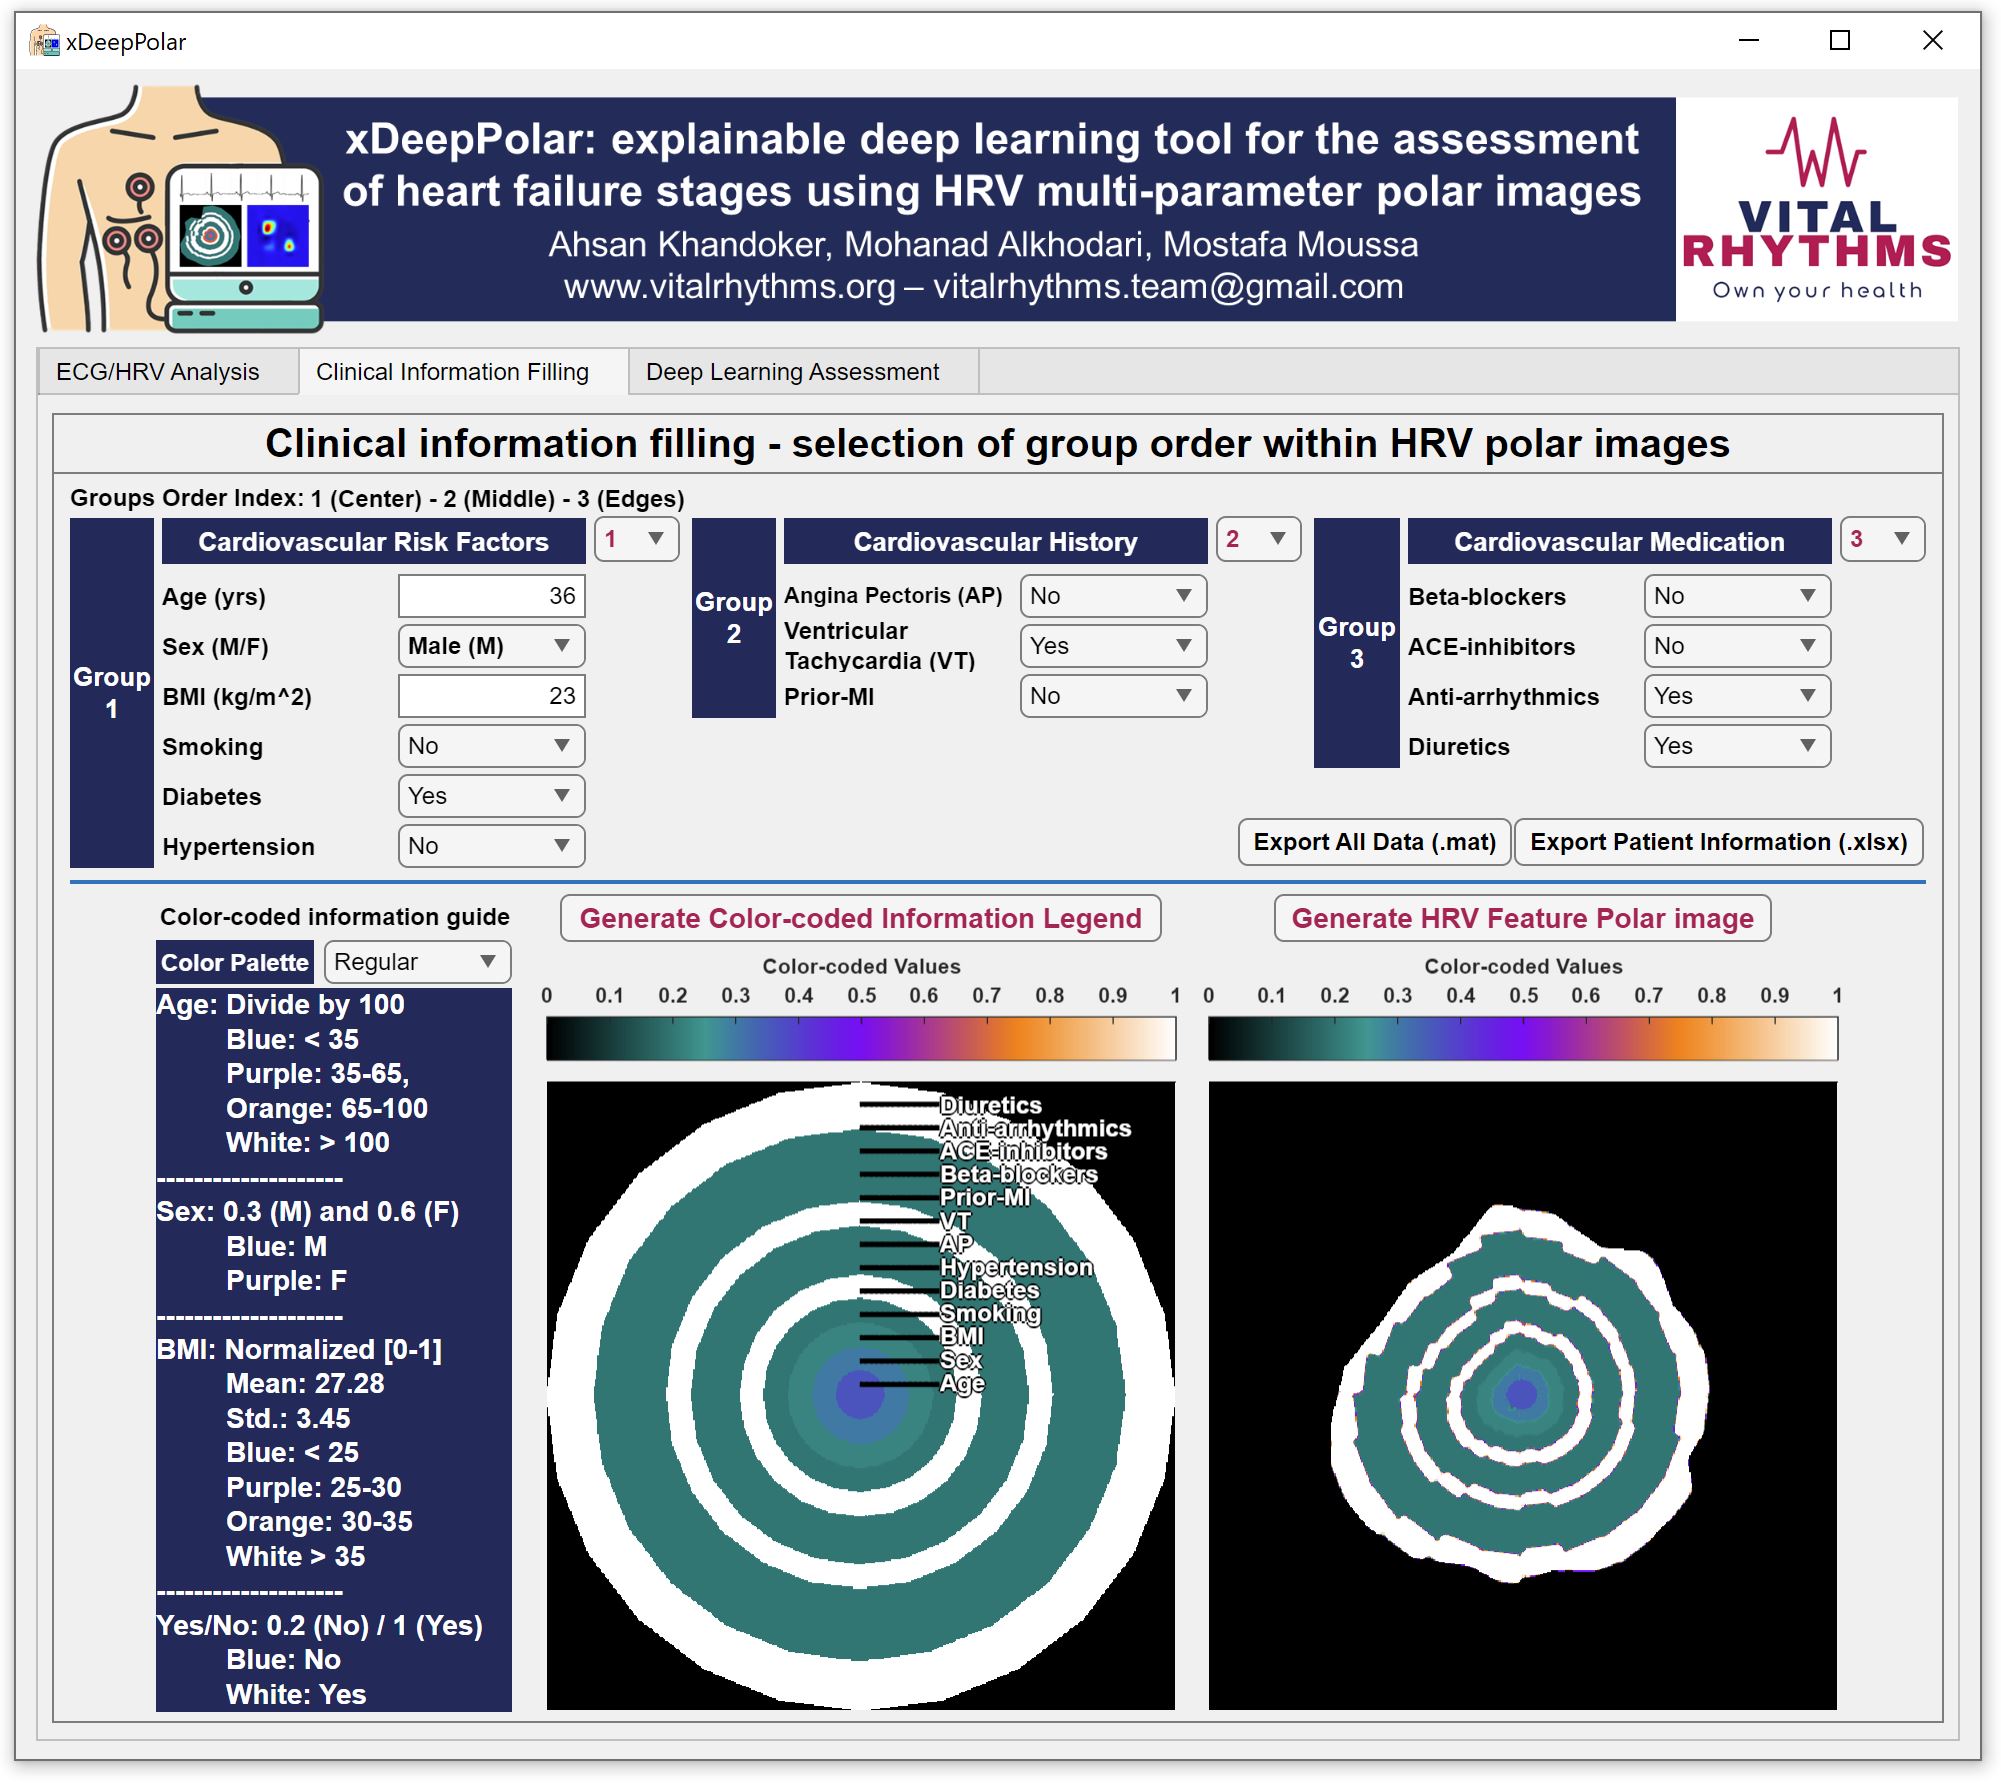 xDeepPolar
xDeepPolar: explainable deep learning tool for the assessment
of heart failure stages using HRV multi-parameter polar images
Ahsan Khandoker, Mohanad Alkhodari, Mostafa Moussa
www.vitalrhythms.org – vitalrhythms.team@gmail.com
VITAL
RHYTHMS
Own your health
ECG/HRV Analysis
Clinical Information Filling
Deep Learning Assessment
Clinical information filling - selection of group order within HRV polar images
Groups Order Index: 1 (Center) - 2 (Middle) - 3 (Edges)
Group
1
Cardiovascular Risk Factors
1
Age (yrs)
36
Sex (M/F)
Male (M)
BMI (kg/m^2)
23
Smoking
No
Diabetes
Yes
Hypertension
No
Group
2
Cardiovascular History
2
Angina Pectoris (AP)
No
Ventricular
Tachycardia (VT)
Yes
Prior-MI
No
Group
3
Cardiovascular Medication
3
Beta-blockers
No
ACE-inhibitors
No
Anti-arrhythmics
Yes
Diuretics
Yes
Export All Data (.mat)
Export Patient Information (.xlsx)
Color-coded information guide
Color Palette
Regular
Age: Divide by 100
Blue: < 35
Purple: 35-65,
Orange: 65-100
White: > 100
--------------------
Sex: 0.3 (M) and 0.6 (F)
Blue: M
Purple: F
--------------------
BMI: Normalized [0-1]
Mean: 27.28
Std.: 3.45
Blue: < 25
Purple: 25-30
Orange: 30-35
White > 35
--------------------
Yes/No: 0.2 (No) / 1 (Yes)
Blue: No
White: Yes
Generate Color-coded Information Legend
Color-coded Values
0 0.1 0.2 0.3 0.4 0.5 0.6 0.7 0.8 0.9 1
Diuretics
Anti-arrhythmics
ACE-inhibitors
Beta-blockers
Prior-MI
VT
AP
Hypertension
Diabetes
Smoking
BMI
Sex
Age
Generate HRV Feature Polar image
Color-coded Values
0 0.1 0.2 0.3 0.4 0.5 0.6 0.7 0.8 0.9 1